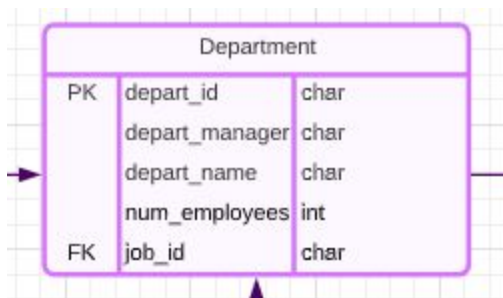 Department
PK depart_id char
depart_manager char
depart_name char
num_employees int
FK job_id char